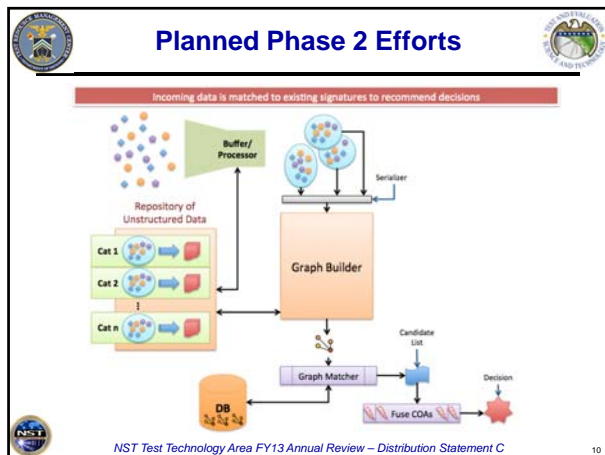 Planned Phase 2 Efforts
Incoming data is matched to existing signatures to recommend decisions
Buffer/
Processor
Serializer
Repository of
Unstructured Data
Cat 1
Cat 2
Cat n
Graph Builder
Candidate
List
Graph Matcher
Decision
DB
Fuse COAs
NST
NST Test Technology Area FY13 Annual Review – Distribution Statement C
10